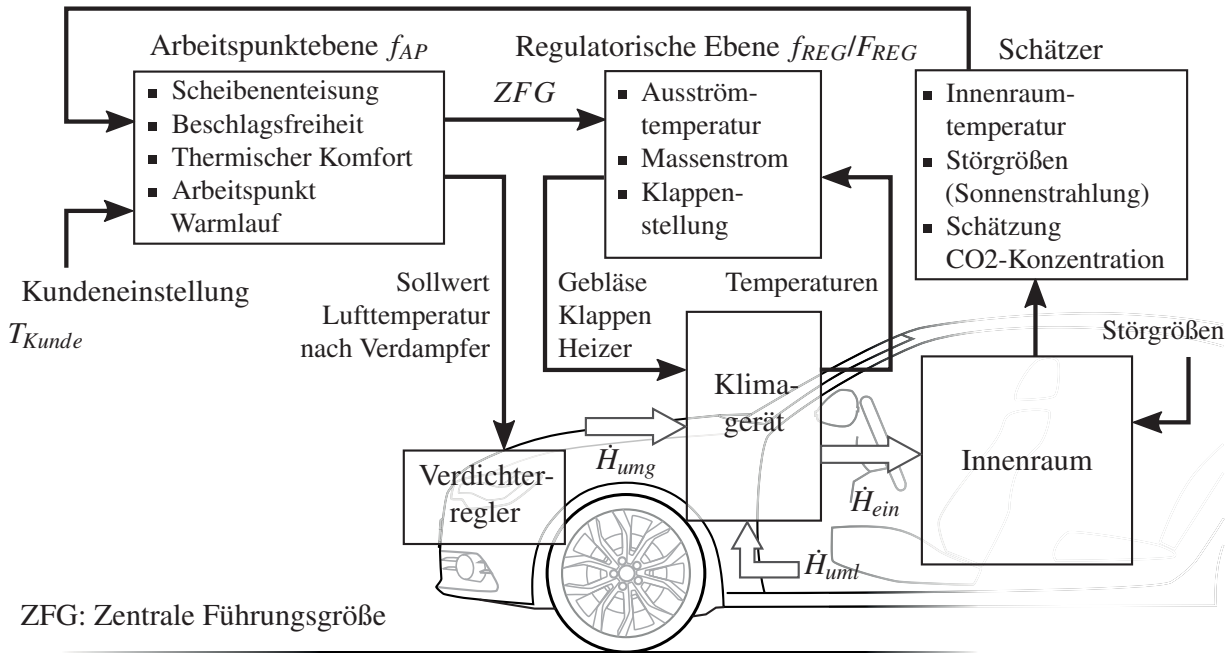 Arbeitspunktebene f_AP
Scheibenenteisung
Beschlagsfreiheit
Thermischer Komfort
Arbeitspunkt
Warmlauf
ZFG
Regulatorische Ebene f_REG/F_REG
Ausström-
temperatur
Massenstrom
Klappen-
stellung
Schätzer
Innenraum-
temperatur
Störgrößen
(Sonnenstrahlung)
Schätzung
CO2-Konzentration
Kundeneinstellung
T_Kunde
Sollwert
Lufttemperatur
nach Verdampfer
Gebläse
Klappen
Heizer
Temperaturen
Störgrößen
Klima-
gerät
Verdichter-
regler
Ḣ_umg
Ḣ_ein
Ḣ_uml
Innenraum
ZFG: Zentrale Führungsgröße